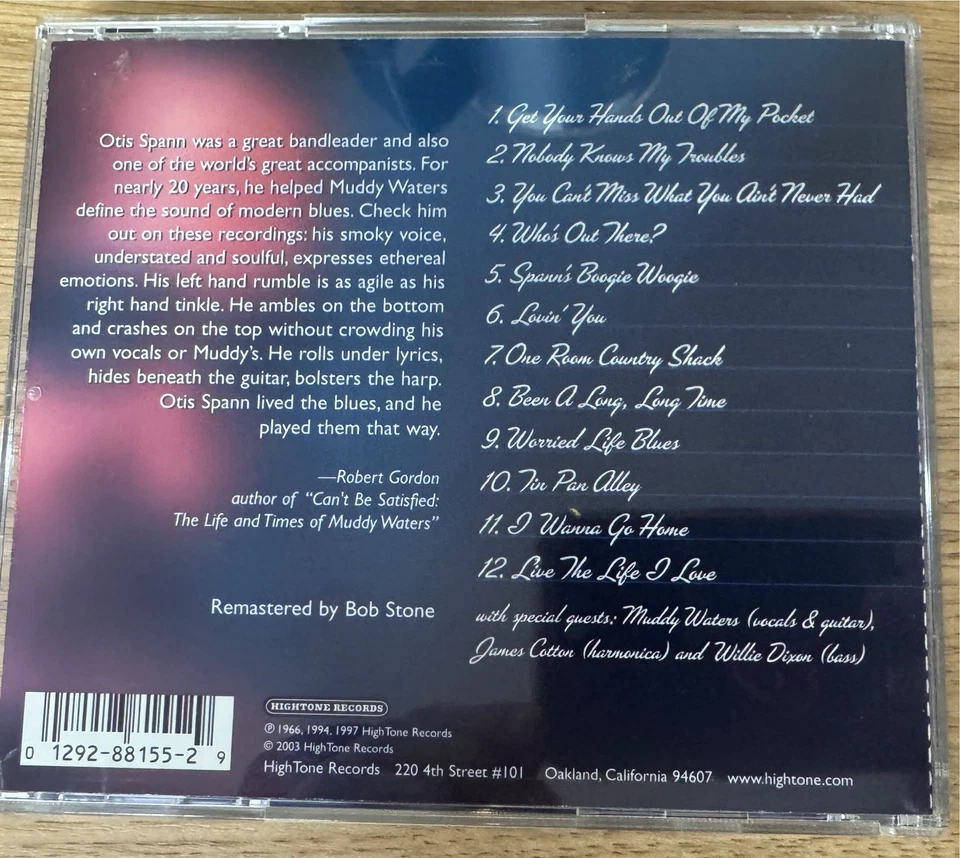 Otis Spann was a great bandleader and also
one of the world's great accompanists. For
nearly 20 years, he helped Muddy Waters
define the sound of modern blues. Check him
out on these recordings: his smoky voice,
understated and soulful, expresses ethereal
emotions. His left hand rumble is as agile as his
right hand tinkle. He ambles on the bottom
and crashes on the top without crowding his
own vocals or Muddy's. He rolls under lyrics,
hides beneath the guitar, bolsters the harp.
Otis Spann lived the blues, and he
played them that way.
—Robert Gordon
author of "Can't Be Satisfied:
The Life and Times of Muddy Waters"
Remastered by Bob Stone
1. Get Your Hands Out Of My Pocket
2. Nobody Knows My Troubles
3. You Can't Miss What You Ain't Never Had
4. Who's Out There?
5. Spann's Boogie Woogie
6. Lovin' You
7. One Room Country Shack
8. Been A Long, Long Time
9. Worried Life Blues
10. Tin Pan Alley
11. I Wanna Go Home
12. Live The Life I Love
with special guests: Muddy Waters (vocals & guitar),
James Cotton (harmonica) and Willie Dixon (bass)
0 1292-88155-2 9
HIGHTONE RECORDS
℗ 1966, 1994, 1997 HighTone Records
© 2003 HighTone Records
HighTone Records 220 4th Street #101 Oakland, California 94607 www.hightone.com